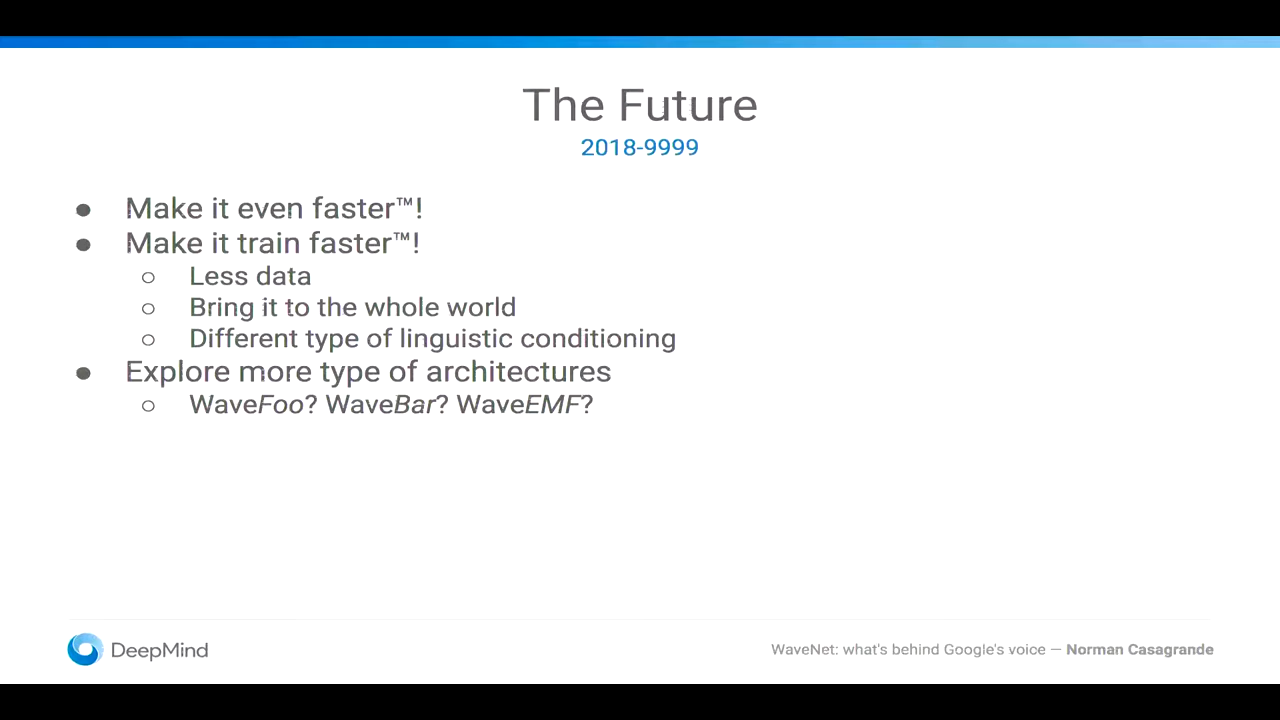 The Future
2018-9999
● Make it even faster™!
● Make it train faster™!
○ Less data
○ Bring it to the whole world
○ Different type of linguistic conditioning
● Explore more type of architectures
○ WaveFoo? WaveBar? WaveEMF?
DeepMind
WaveNet: what's behind Google's voice — Norman Casagrande